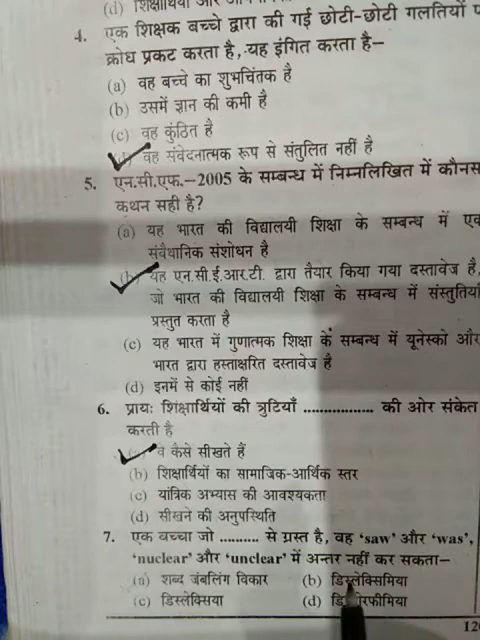 (d) शिक्षार्थियों और
4. एक शिक्षक बच्चे द्वारा की गई छोटी-छोटी गलतियों
क्रोध प्रकट करता है, यह इंगित करता है–
(a) वह बच्चे का शुभचिंतक है
(b) उसमें ज्ञान की कमी है
(c) वह कुंठित है
वह संवेदनात्मक रूप से संतुलित नहीं है
5. एन.सी.एफ.–2005 के सम्बन्ध में निम्नलिखित में कौनस
कथन सही है?
(a) यह भारत की विद्यालयी शिक्षा के सम्बन्ध में एक
संवैधानिक संशोधन है
(b) यह एन.सी.ई.आर.टी. द्वारा तैयार किया गया दस्तावेज है,
जो भारत की विद्यालयी शिक्षा के सम्बन्ध में संस्तुतियां
प्रस्तुत करता है
(c) यह भारत में गुणात्मक शिक्षा के सम्बन्ध में यूनेस्को और
भारत द्वारा हस्ताक्षरित दस्तावेज है
(d) इनमें से कोई नहीं
6. प्रायः शिक्षार्थियों की त्रुटियाँ .................. की ओर संकेत
करती है
वे कैसे सीखते हैं
(b) शिक्षार्थियों का सामाजिक-आर्थिक स्तर
(c) यांत्रिक अभ्यास की आवश्यकता
(d) सीखने की अनुपस्थिति
7. एक बच्चा जो .......... से ग्रस्त है, वह ‘saw’ और ‘was’,
‘nuclear’ और ‘unclear’ में अन्तर नहीं कर सकता–
(a) शब्द जंबलिंग विकार (b) डिस्लेक्सिमिया
(c) डिस्लेक्सिया (d)